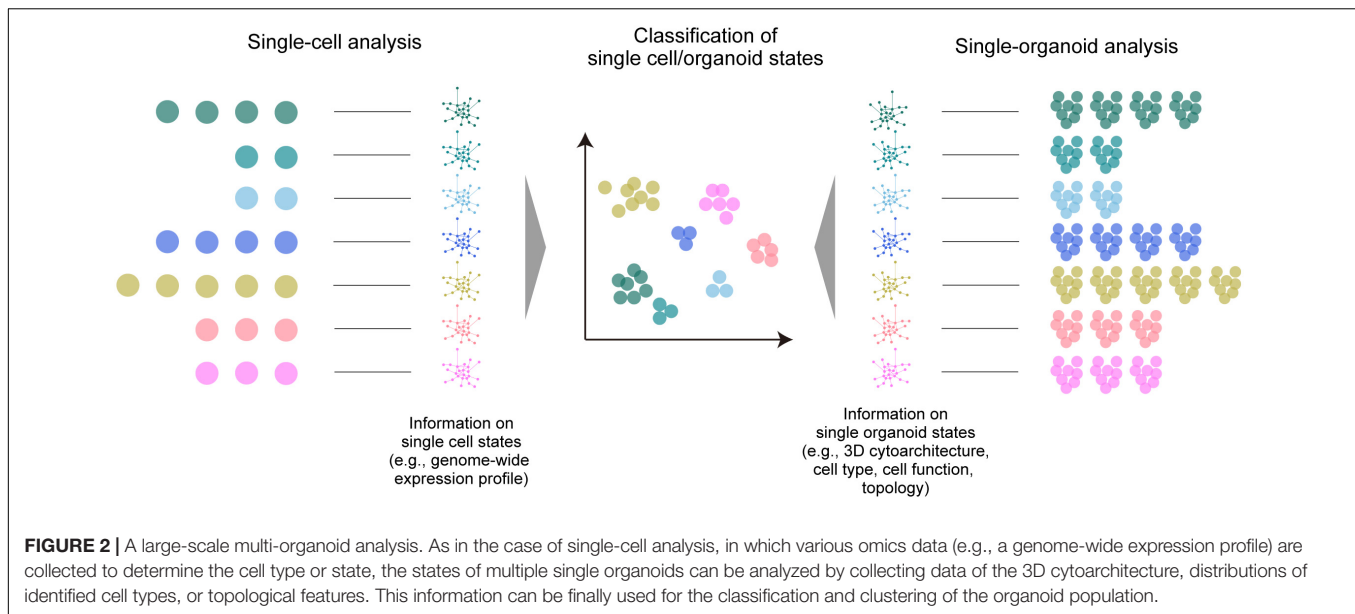 Single-cell analysis
Classification of
single cell/organoid states
Single-organoid analysis
Information on
single cell states
(e.g., genome-wide
expression profile)
Information on
single organoid states
(e.g., 3D cytoarchitecture,
cell type, cell function,
topology)
FIGURE 2 | A large-scale multi-organoid analysis. As in the case of single-cell analysis, in which various omics data (e.g., a genome-wide expression profile) are
collected to determine the cell type or state, the states of multiple single organoids can be analyzed by collecting data of the 3D cytoarchitecture, distributions of
identified cell types, or topological features. This information can be finally used for the classification and clustering of the organoid population.